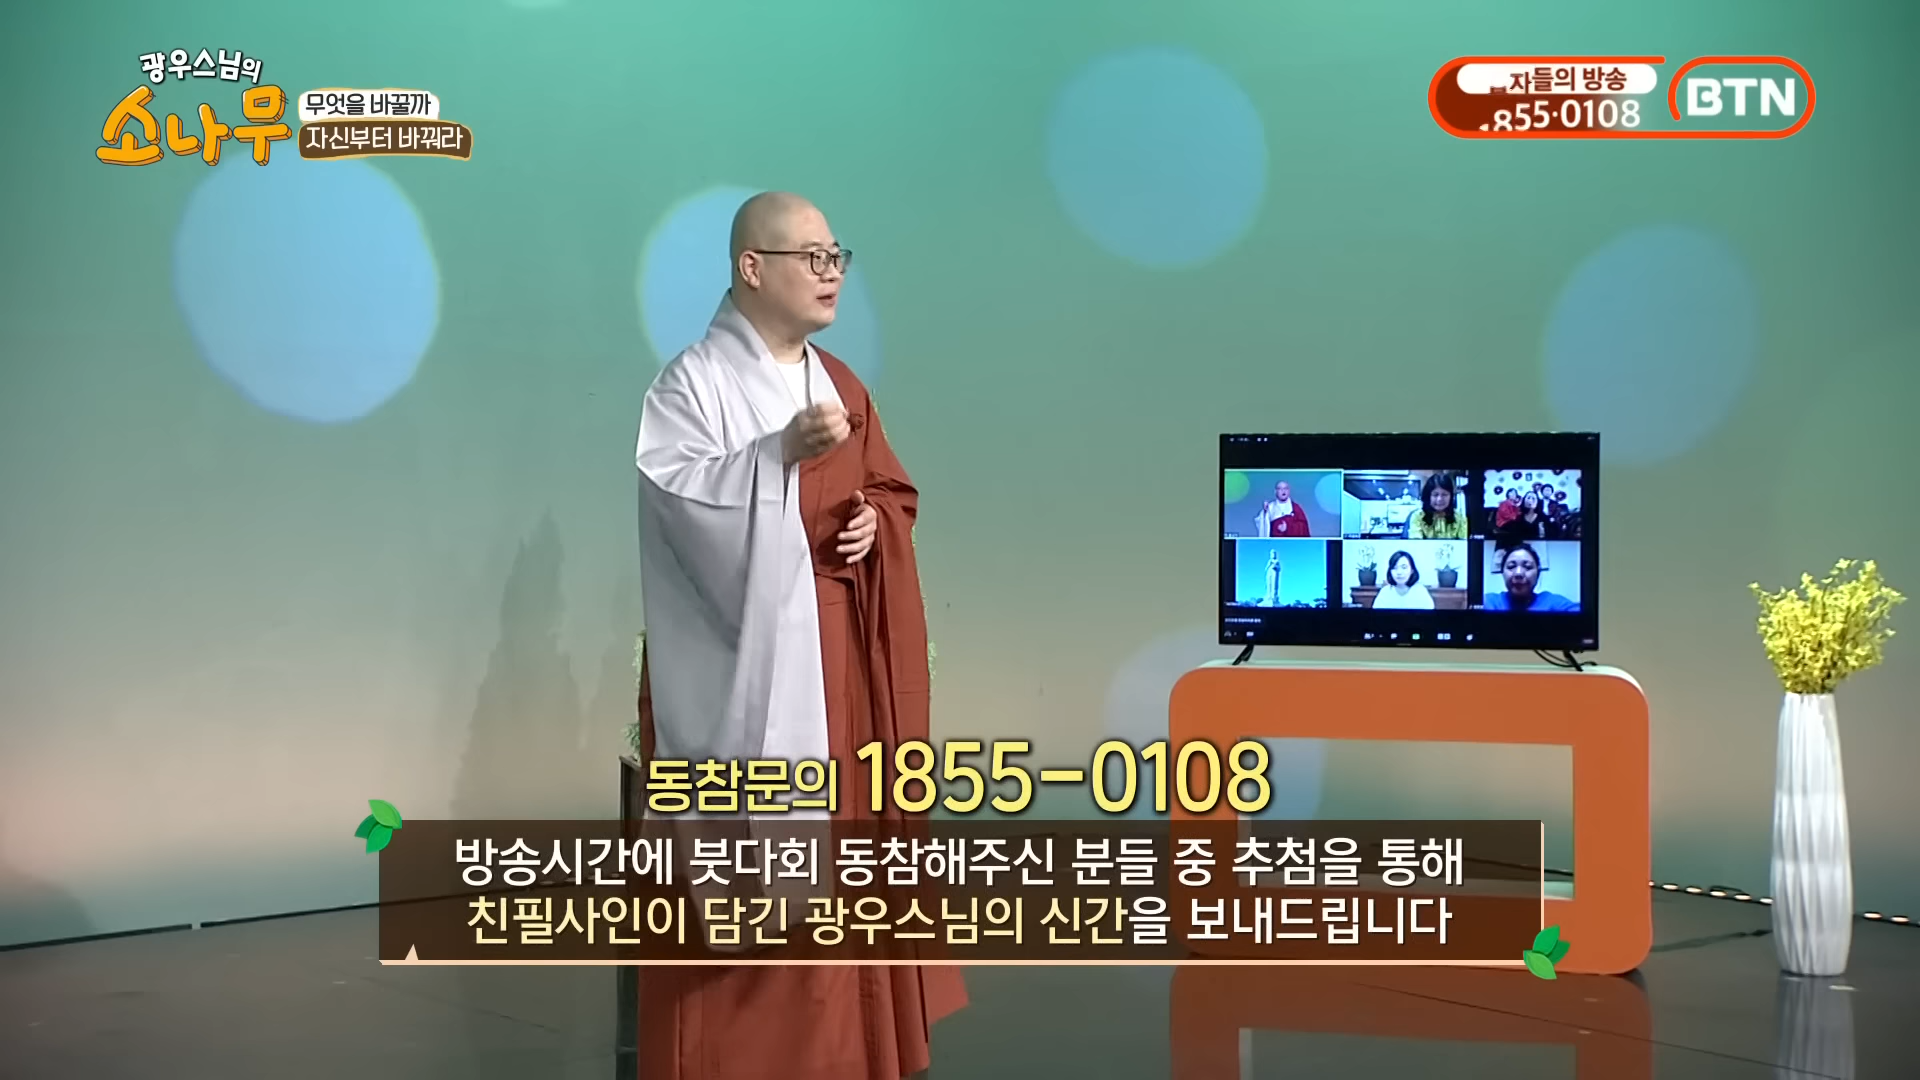 광우스님의
소나무
무엇을 바꿀까
자신부터 바꿔라
자들의 방송
1855·0108
BTN
동참문의 1855-0108
방송시간에 붓다회 동참해주신 분들 중 추첨을 통해
친필사인이 담긴 광우스님의 신간을 보내드립니다